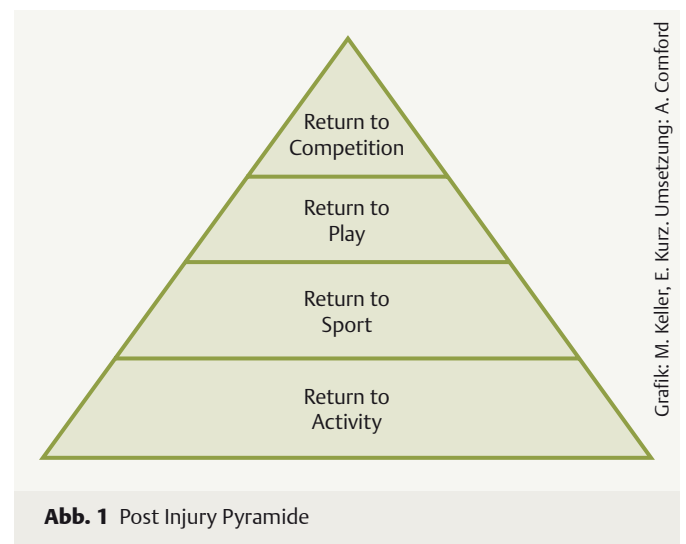 Return to
Competition
Return to
Play
Return to
Sport
Return to
Activity
Grafik: M. Keller, E. Kurz. Umsetzung: A. Cornford
Abb. 1 Post Injury Pyramide